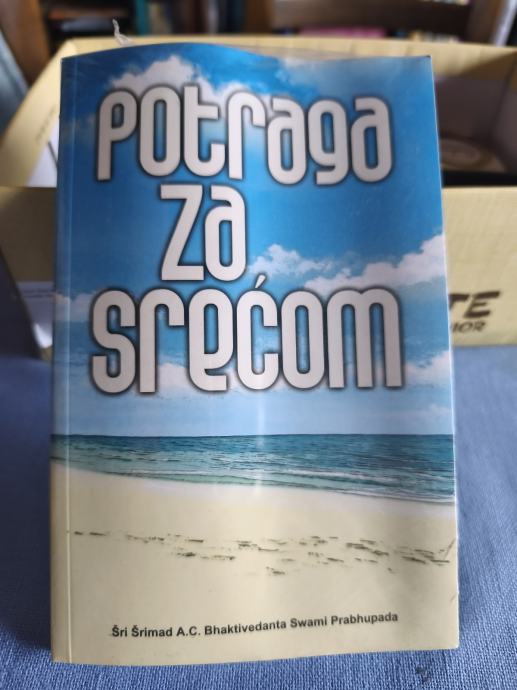 Potraga
za
srećom
Šri Šrimad A.C. Bhaktivedanta Swami Prabhupada